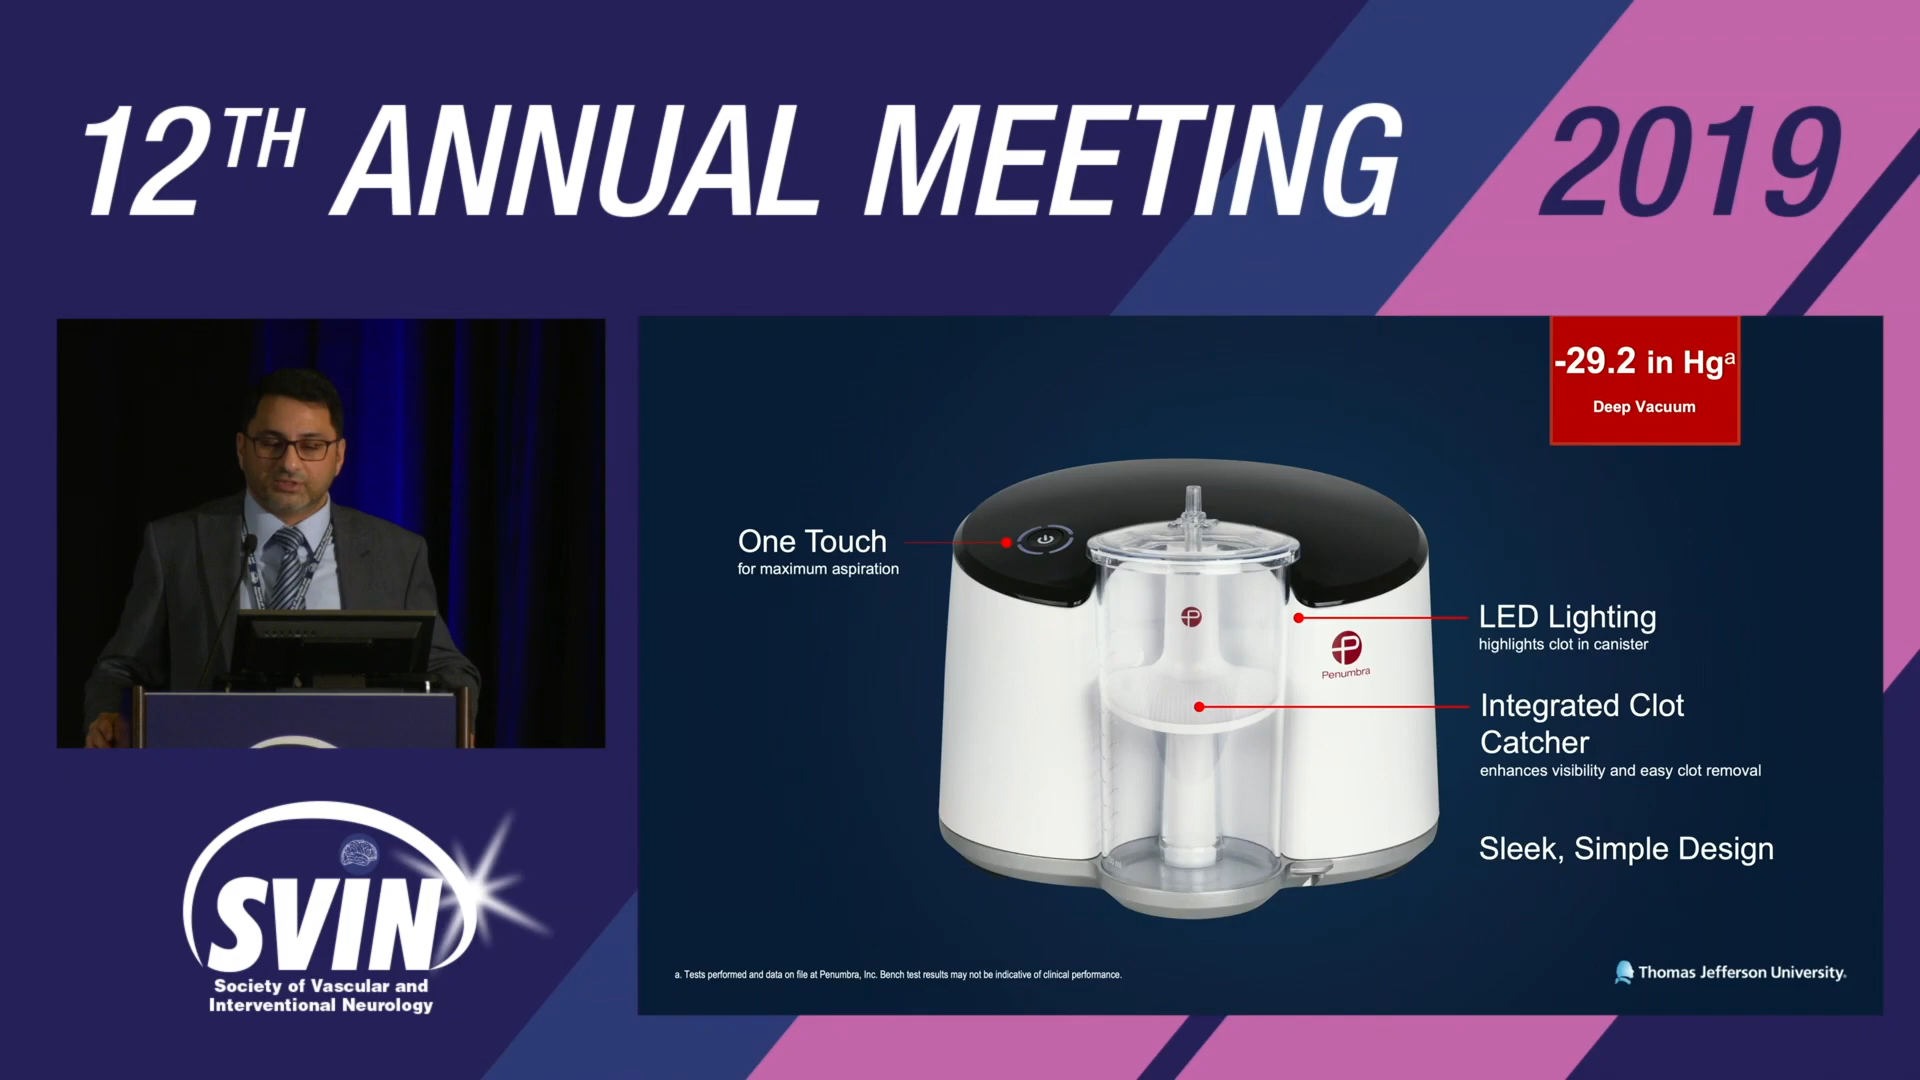 12TH ANNUAL MEETING 2019
-29.2 in Hgᵃ
Deep Vacuum
One Touch
for maximum aspiration
LED Lighting
highlights clot in canister
Penumbra
Integrated Clot
Catcher
enhances visibility and easy clot removal
Sleek, Simple Design
a. Tests performed and data on file at Penumbra, Inc. Bench test results may not be indicative of clinical performance.
Thomas Jefferson University.
SVIN
Society of Vascular and
Interventional Neurology